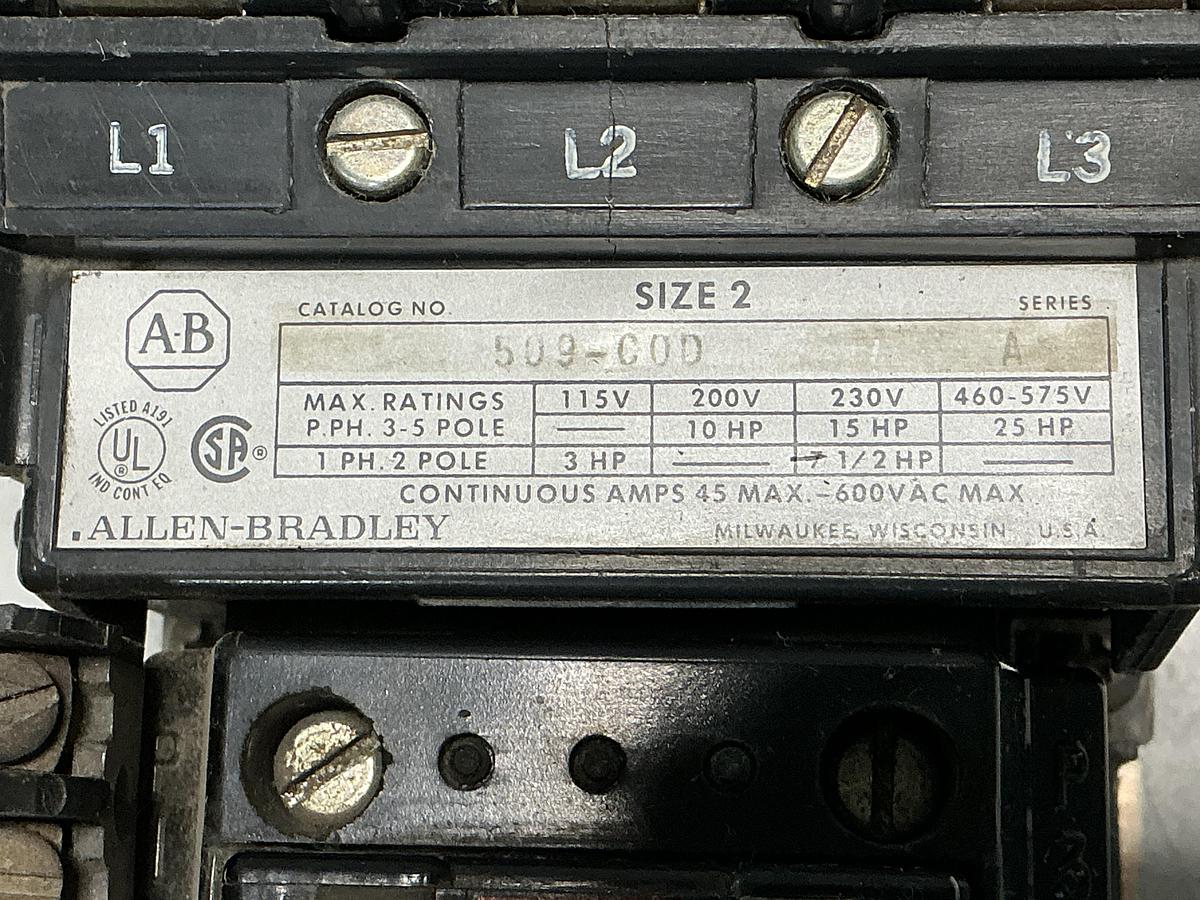 L1 L2 L3
A-B
CATALOG NO. SIZE 2 SERIES
509-COD A
LISTED A191
UL ®
IND CONT EQ
SA ®
MAX. RATINGS 115V 200V 230V 460-575V
P.PH. 3-5 POLE —— 10 HP 15 HP 25 HP
1 PH. 2 POLE 3 HP —— 7 1/2 HP ——
CONTINUOUS AMPS 45 MAX.-600VAC MAX
ALLEN-BRADLEY MILWAUKEE, WISCONSIN U.S.A.